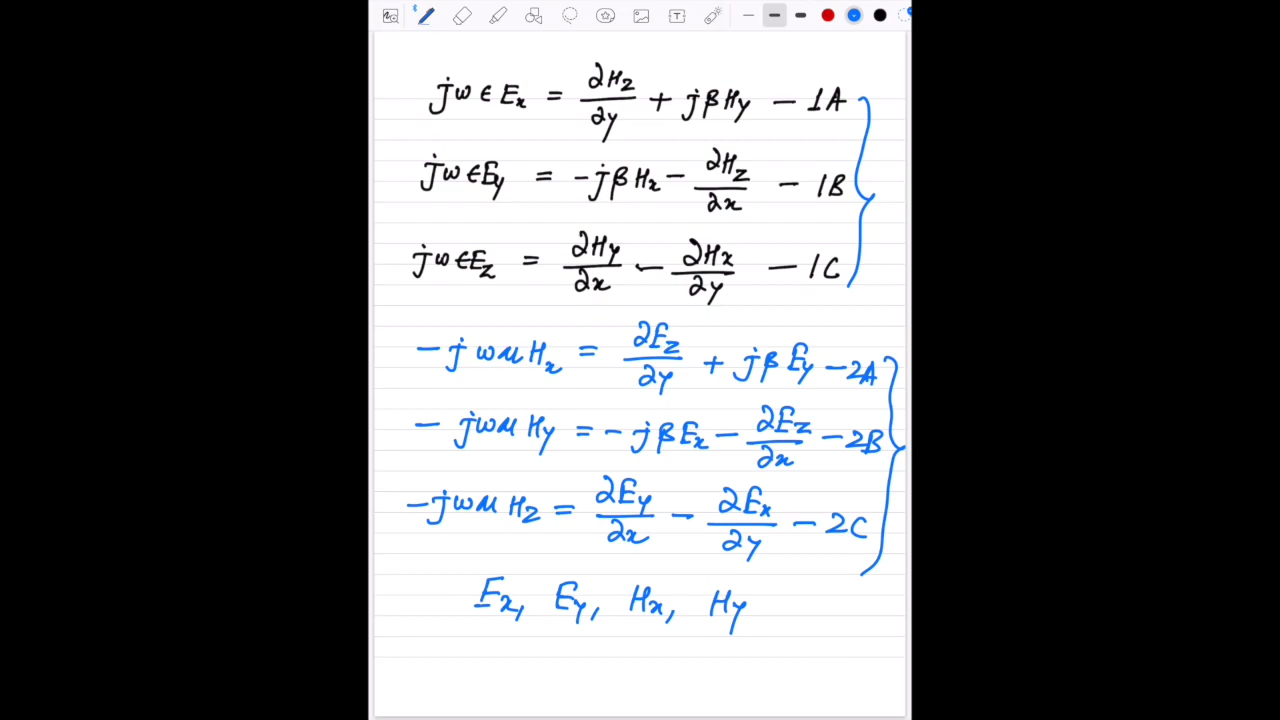 jωϵEx = ∂Hz/∂y + jβHy - 1A
jωϵEy = -jβHx - ∂Hz/∂x - 1B
jωϵEz = ∂Hy/∂x - ∂Hx/∂y - 1C
-jωμHx = ∂Ez/∂y + jβEy - 2A
-jωμHy = -jβEx - ∂Ez/∂x - 2B
-jωμHz = ∂Ey/∂x - ∂Ex/∂y - 2C
Ex, Ey, Hx, Hy